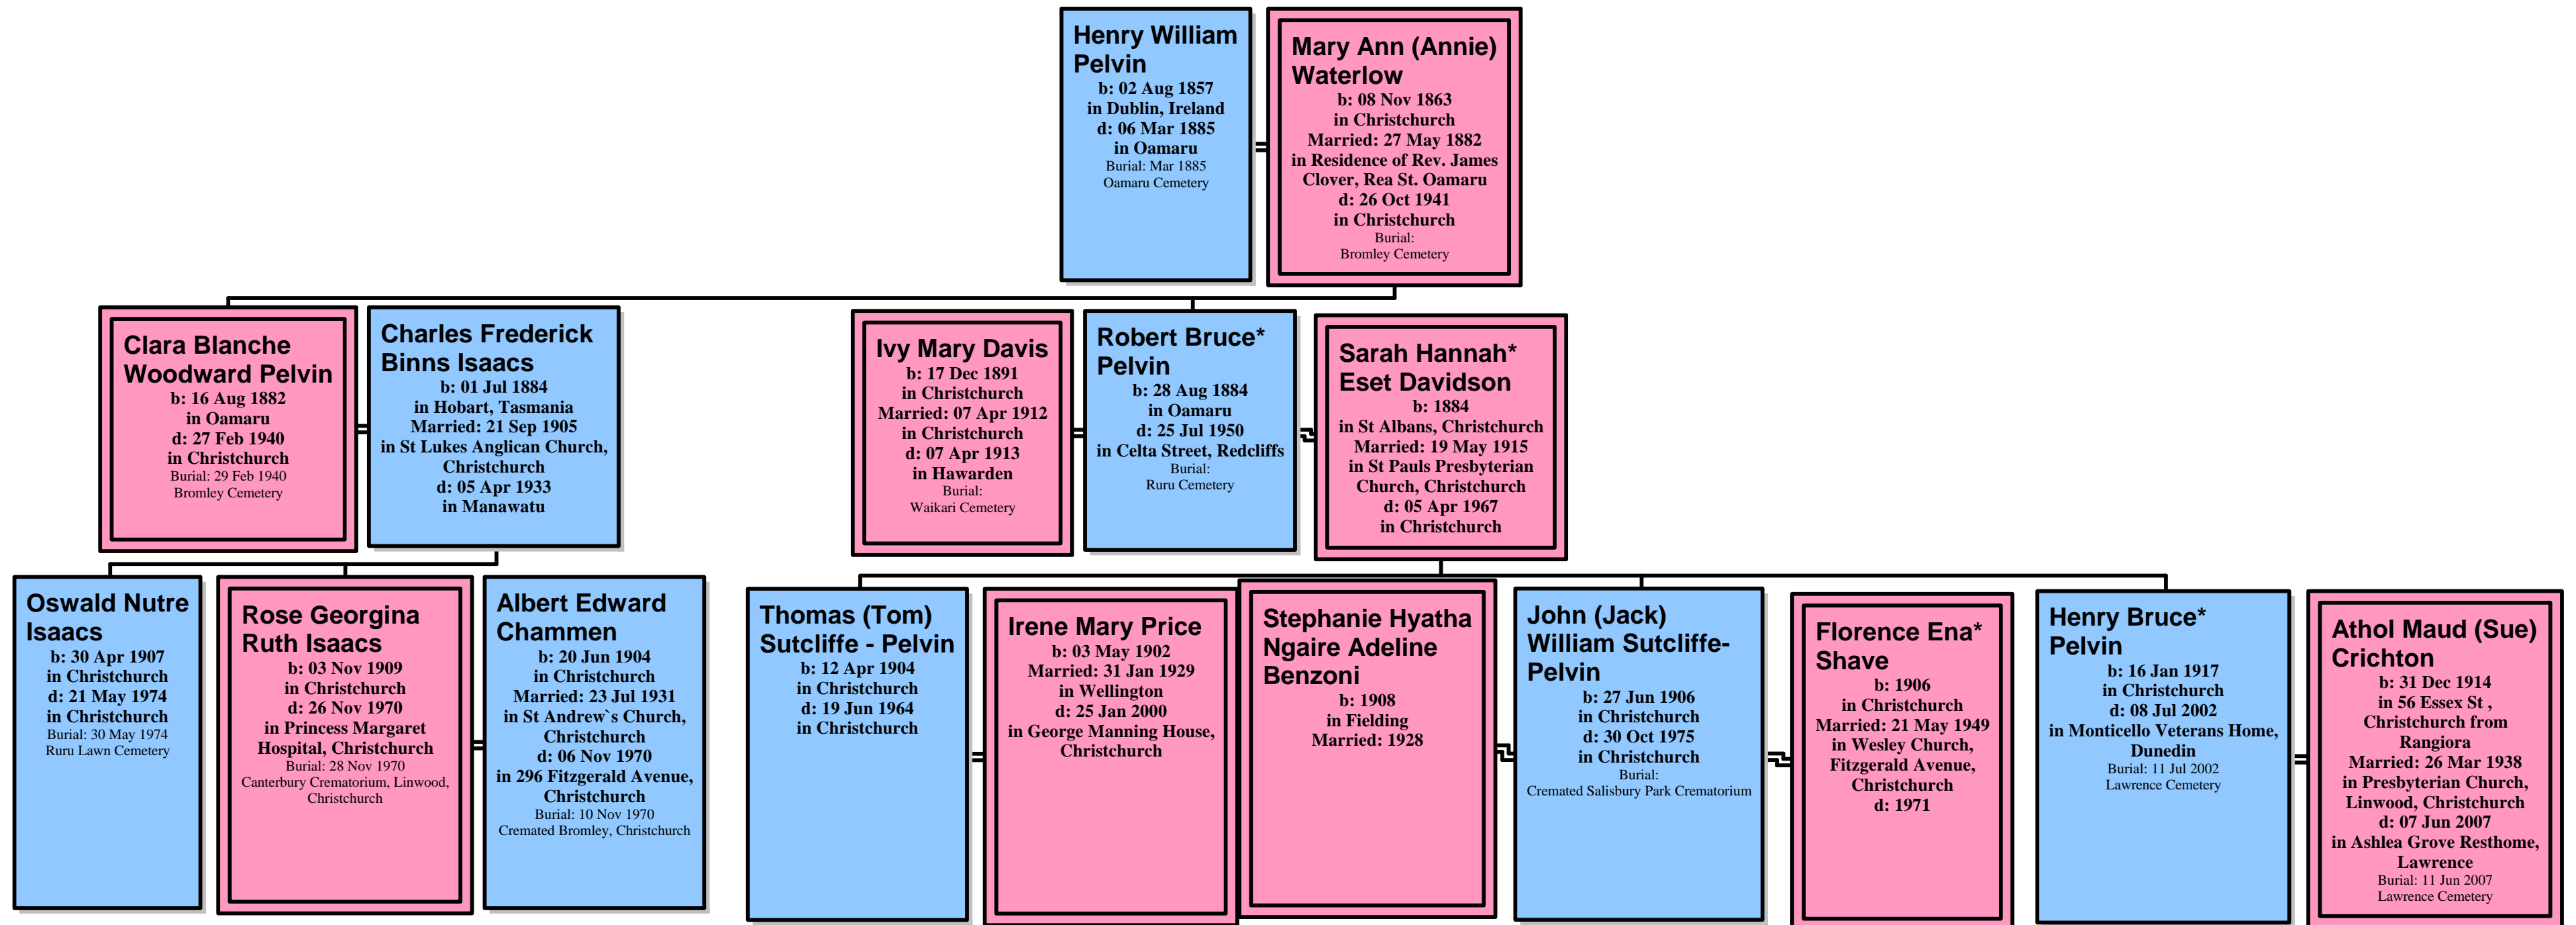 Henry William
Pelvin
b: 02 Aug 1857
in Dublin, Ireland
d: 06 Mar 1885
in Oamaru
Burial: Mar 1885
Oamaru Cemetery
Mary Ann (Annie)
Waterlow
b: 08 Nov 1863
in Christchurch
Married: 27 May 1882
in Residence of Rev. James
Clover, Rea St. Oamaru
d: 26 Oct 1941
in Christchurch
Burial:
Bromley Cemetery
Clara Blanche
Woodward Pelvin
b: 16 Aug 1882
in Oamaru
d: 27 Feb 1940
in Christchurch
Burial: 29 Feb 1940
Bromley Cemetery
Charles Frederick
Binns Isaacs
b: 01 Jul 1884
in Hobart, Tasmania
Married: 21 Sep 1905
in St Lukes Anglican Church,
Christchurch
d: 05 Apr 1933
in Manawatu
Ivy Mary Davis
b: 17 Dec 1891
in Christchurch
Married: 07 Apr 1912
in Christchurch
d: 07 Apr 1913
in Hawarden
Burial:
Waikari Cemetery
Robert Bruce*
Pelvin
b: 28 Aug 1884
in Oamaru
d: 25 Jul 1950
in Celta Street, Redcliffs
Burial:
Ruru Cemetery
Sarah Hannah*
Eset Davidson
b: 1884
in St Albans, Christchurch
Married: 19 May 1915
in St Pauls Presbyterian
Church, Christchurch
d: 05 Apr 1967
in Christchurch
Oswald Nutre
Isaacs
b: 30 Apr 1907
in Christchurch
d: 21 May 1974
in Christchurch
Burial: 30 May 1974
Ruru Lawn Cemetery
Rose Georgina
Ruth Isaacs
b: 03 Nov 1909
in Christchurch
d: 26 Nov 1970
in Princess Margaret
Hospital, Christchurch
Burial: 28 Nov 1970
Canterbury Crematorium, Linwood,
Christchurch
Albert Edward
Chammen
b: 20 Jun 1904
in Christchurch
Married: 23 Jul 1931
in St Andrew`s Church,
Christchurch
d: 06 Nov 1970
in 296 Fitzgerald Avenue,
Christchurch
Burial: 10 Nov 1970
Cremated Bromley, Christchurch
Thomas (Tom)
Sutcliffe - Pelvin
b: 12 Apr 1904
in Christchurch
d: 19 Jun 1964
in Christchurch
Irene Mary Price
b: 03 May 1902
Married: 31 Jan 1929
in Wellington
d: 25 Jan 2000
in George Manning House,
Christchurch
Stephanie Hyatha
Ngaire Adeline
Benzoni
b: 1908
in Fielding
Married: 1928
John (Jack)
William Sutcliffe-
Pelvin
b: 27 Jun 1906
in Christchurch
d: 30 Oct 1975
in Christchurch
Burial:
Cremated Salisbury Park Crematorium
Florence Ena*
Shave
b: 1906
in Christchurch
Married: 21 May 1949
in Wesley Church,
Fitzgerald Avenue,
Christchurch
d: 1971
Henry Bruce*
Pelvin
b: 16 Jan 1917
in Christchurch
d: 08 Jul 2002
in Monticello Veterans Home,
Dunedin
Burial: 11 Jul 2002
Lawrence Cemetery
Athol Maud (Sue)
Crichton
b: 31 Dec 1914
in 56 Essex St ,
Christchurch from
Rangiora
Married: 26 Mar 1938
in Presbyterian Church,
Linwood, Christchurch
d: 07 Jun 2007
in Ashlea Grove Resthome,
Lawrence
Burial: 11 Jun 2007
Lawrence Cemetery